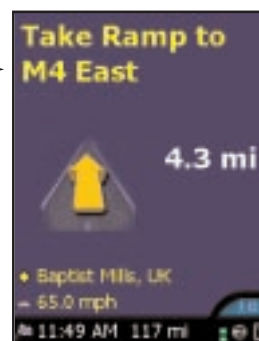 Take Ramp to
M4 East
4.3 mi
Baptist Mills, UK
65.0 mph
11:49 AM 117 mi